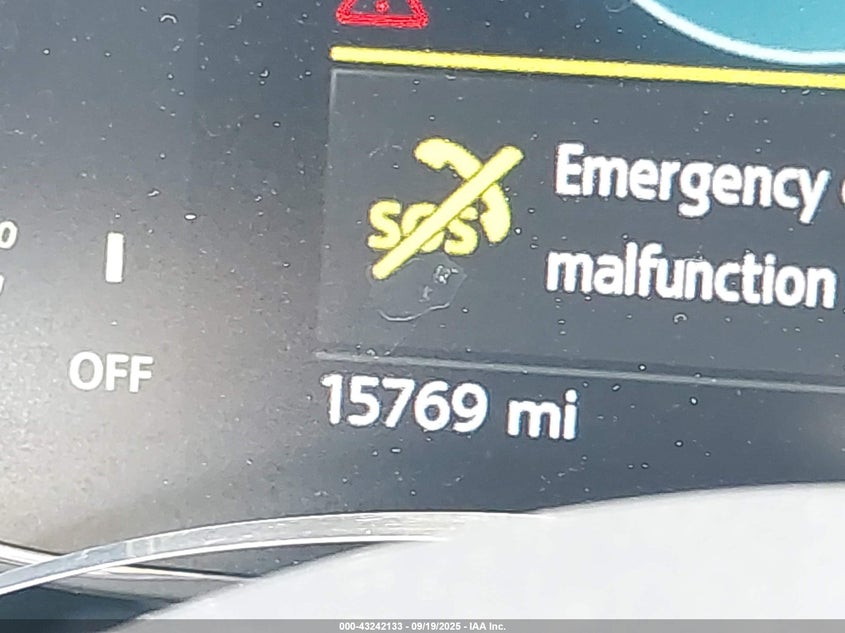 Emergency
SOS
malfunction
OFF
15769 mi
000-43242133 - 09/19/2025 - IAA Inc.